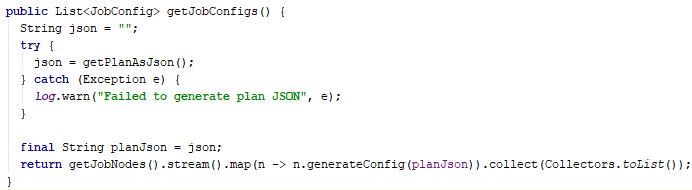 public List<JobConfig> getJobConfigs() {
  String json = "";
  try {
    json = getPlanAsJson();
  } catch (Exception e) {
    log.warn("Failed to generate plan JSON", e);
  }

  final String planJson = json;
  return getJobNodes().stream().map(n -> n.generateConfig(planJson)).collect(Collectors.toList());
}